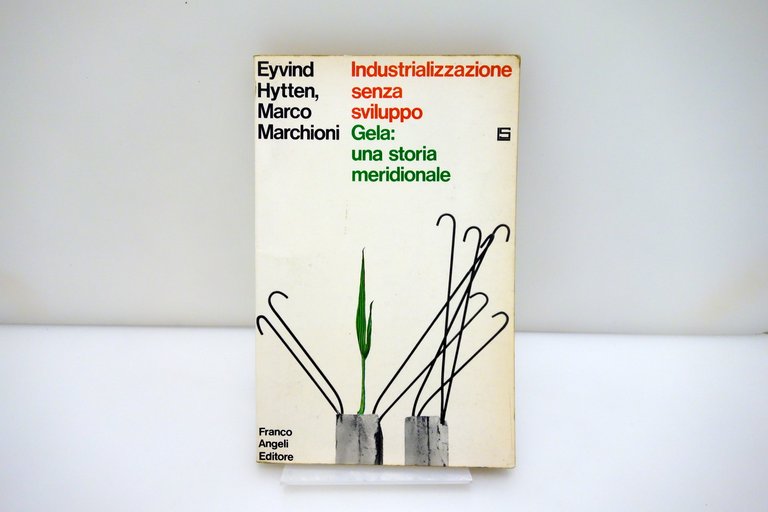 Eyvind
Hytten,
Marco
Marchioni
Industrializzazione
senza
sviluppo
Gela:
una storia
meridionale
Franco
Angeli
Editore